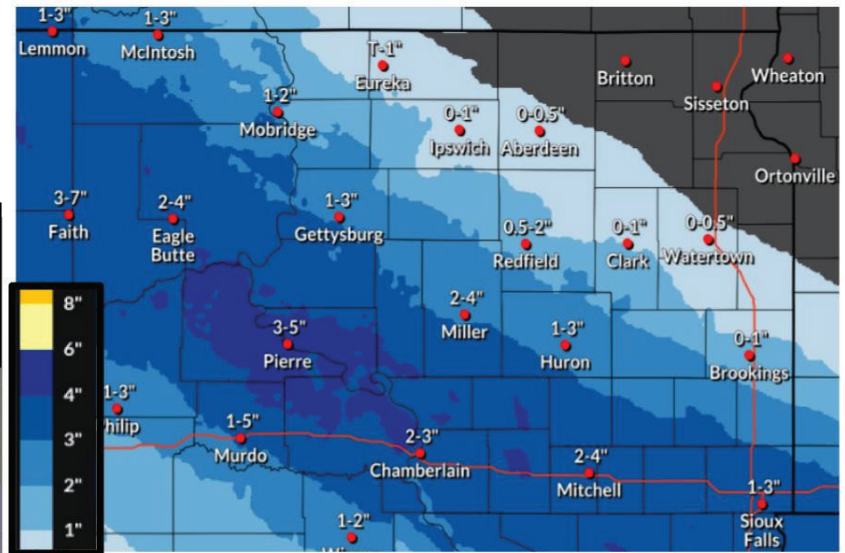 1-3"
Lemmon
1-3"
McIntosh
T-1"
Eureka
Britton
Wheaton
Sisseton
1-2"
Mobridge
0-1"
Ipswich
0-0.5"
Aberdeen
Ortonville
3-7"
Faith
2-4"
Eagle
Butte
1-3"
Gettysburg
0.5-2"
Redfield
0-1"
Clark
0-0.5"
Watertown
8"
6"
4"
3"
2"
1"
3-5"
Pierre
2-4"
Miller
1-3"
Huron
0-1"
Brookings
1-3"
hilip
1-5"
Murdo
2-3"
Chamberlain
2-4"
Mitchell
1-3"
Sioux
Falls
1-2"